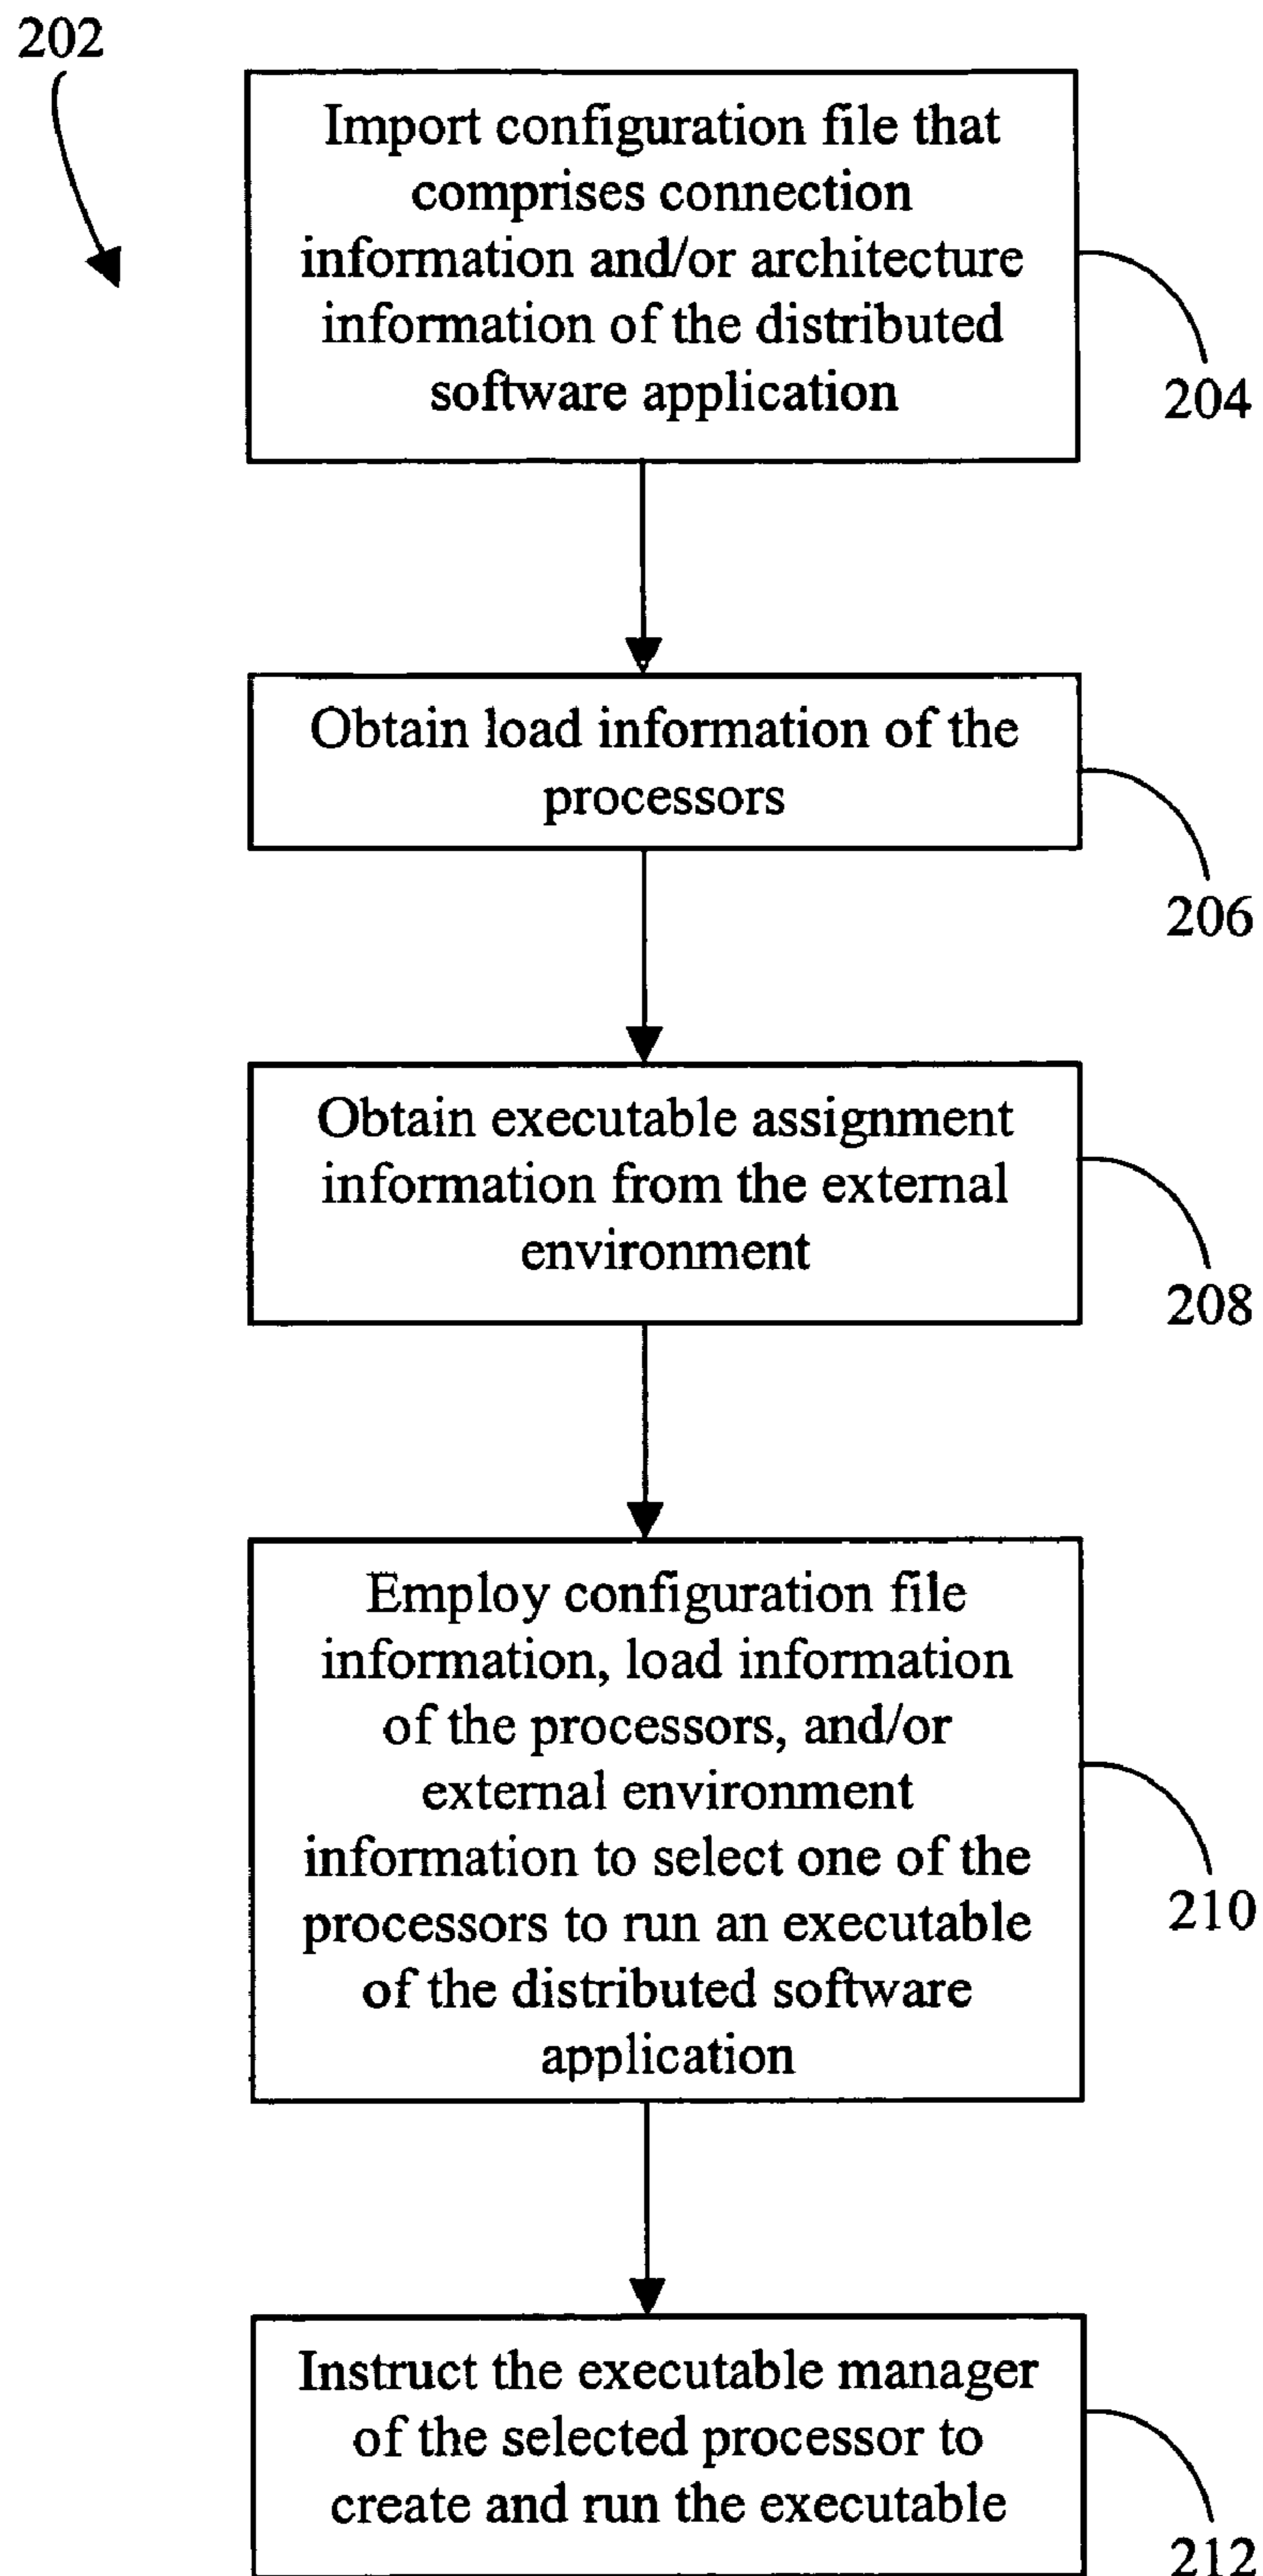 202
Import configuration file that
comprises connection
information and/or architecture
information of the distributed
software application
204
Obtain load information of the
processors
206
Obtain executable assignment
information from the external
environment
208
Employ configuration file
information, load information
of the processors, and/or
external environment
information to select one of the
processors to run an executable
of the distributed software
application
210
Instruct the executable manager
of the selected processor to
create and run the executable
212